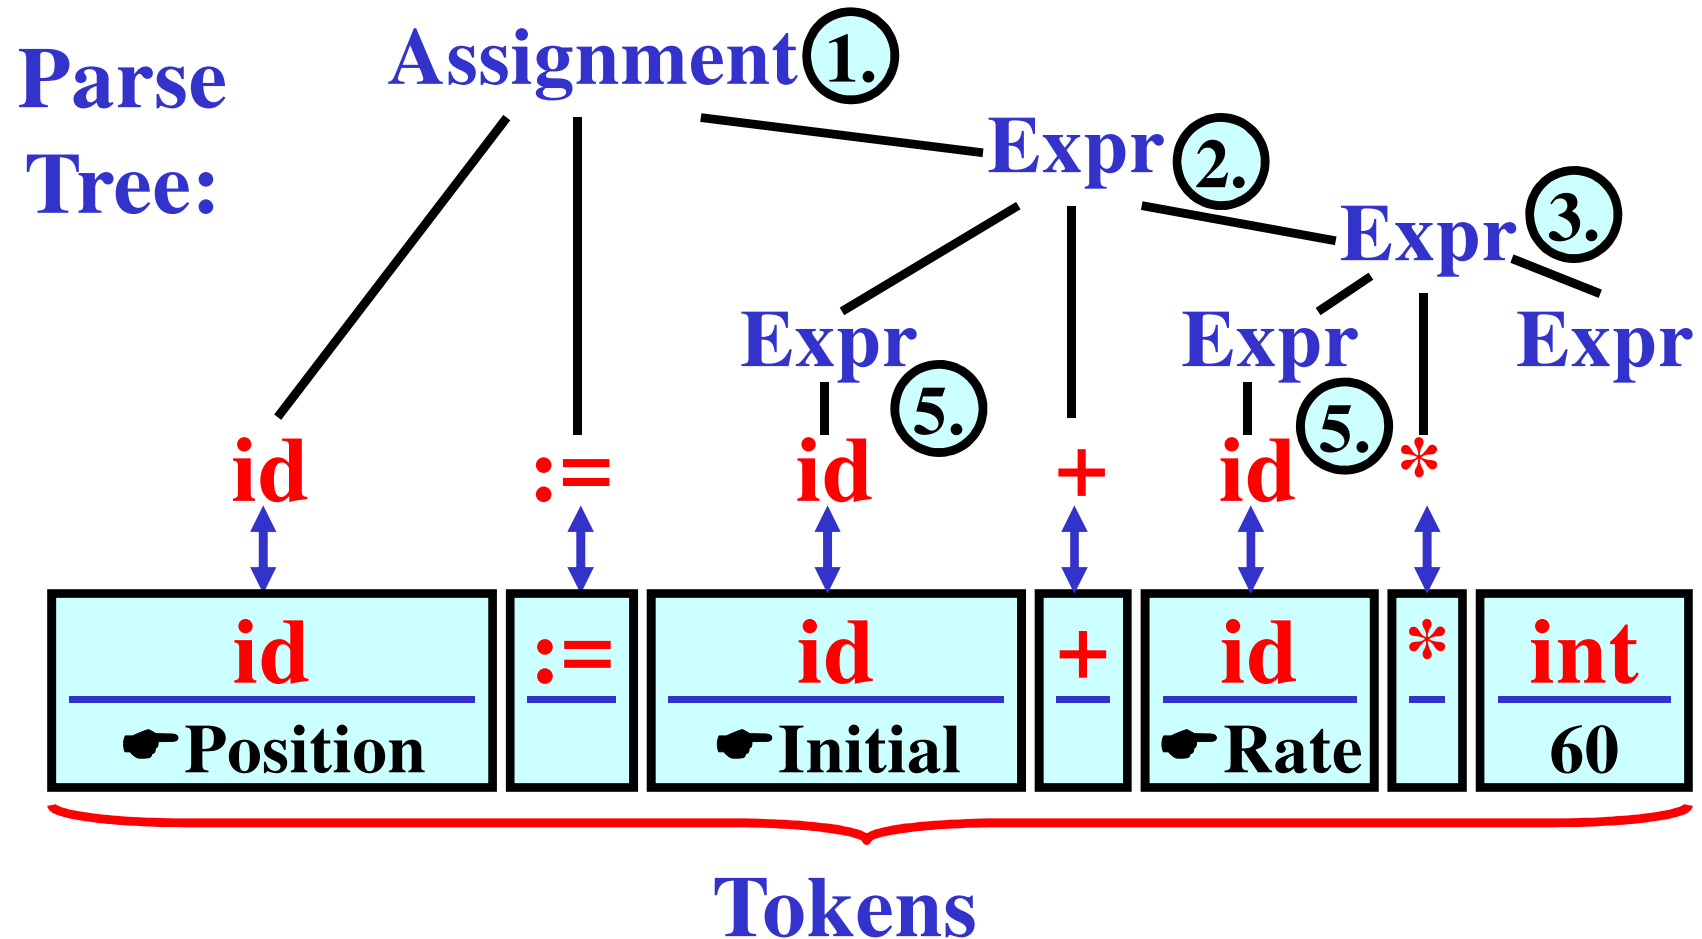 Parse
Tree:
Assignment 1.
Expr 2.
Expr 3.
Expr 5. Expr 5. Expr
id := id + id *
id := id + id * int
☛Position ☛Initial ☛Rate 60
Tokens